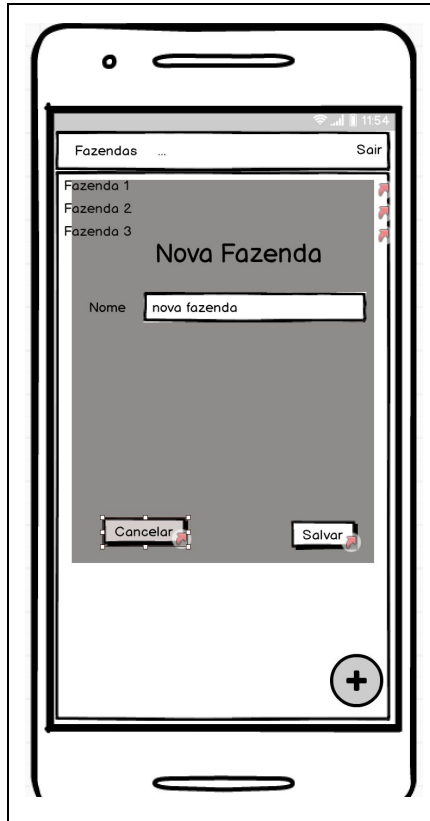 11:54
Fazendas ... Sair
Fazenda 1
Fazenda 2
Fazenda 3
Nova Fazenda
Nome nova fazenda
Cancelar Salvar
+